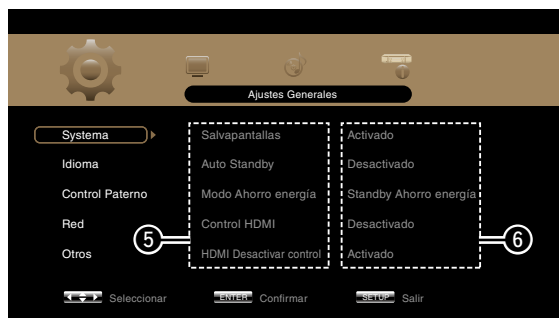 Ajustes Generales
Systema Salvapantallas Activado
Idioma Auto Standby Desactivado
Control Paterno Modo Ahorro energía Standby Ahorro energía
Red Control HDMI Desactivado
Otros HDMI Desactivar control Activado
5 6
Seleccionar ENTER Confirmar SETUP Salir